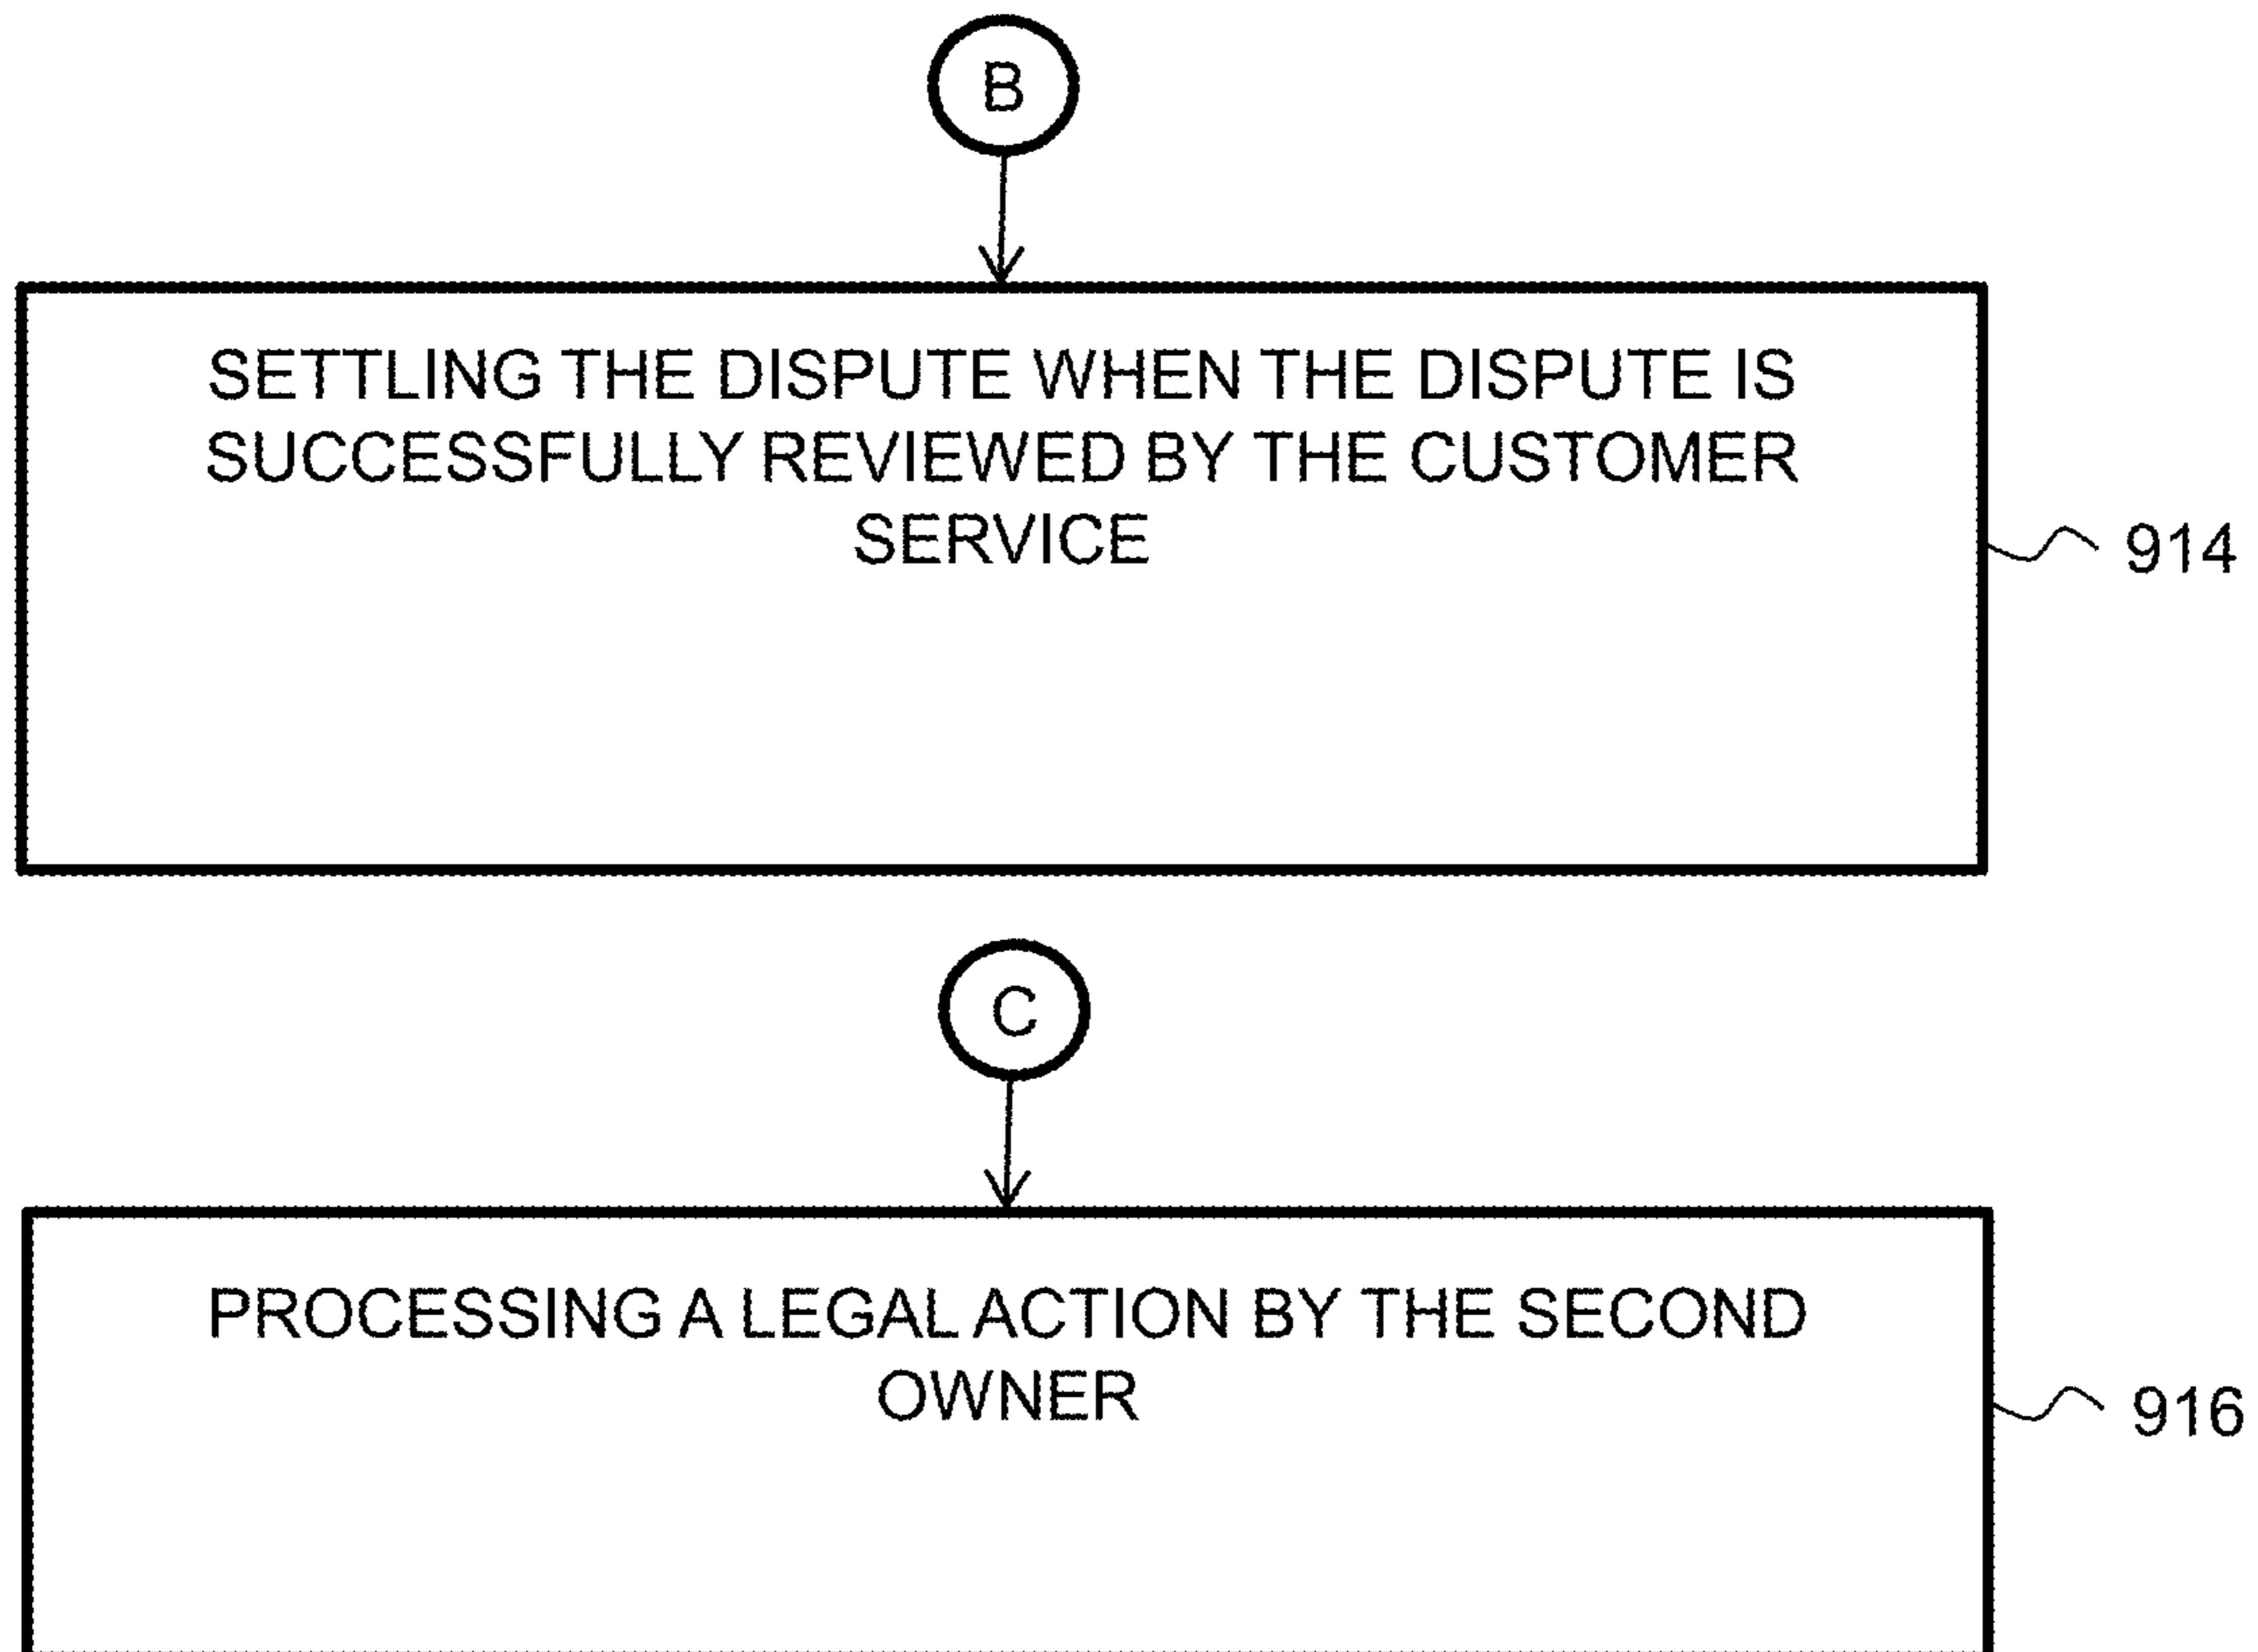 B
SETTLING THE DISPUTE WHEN THE DISPUTE IS
SUCCESSFULLY REVIEWED BY THE CUSTOMER
SERVICE
914
C
PROCESSING A LEGAL ACTION BY THE SECOND
OWNER
916